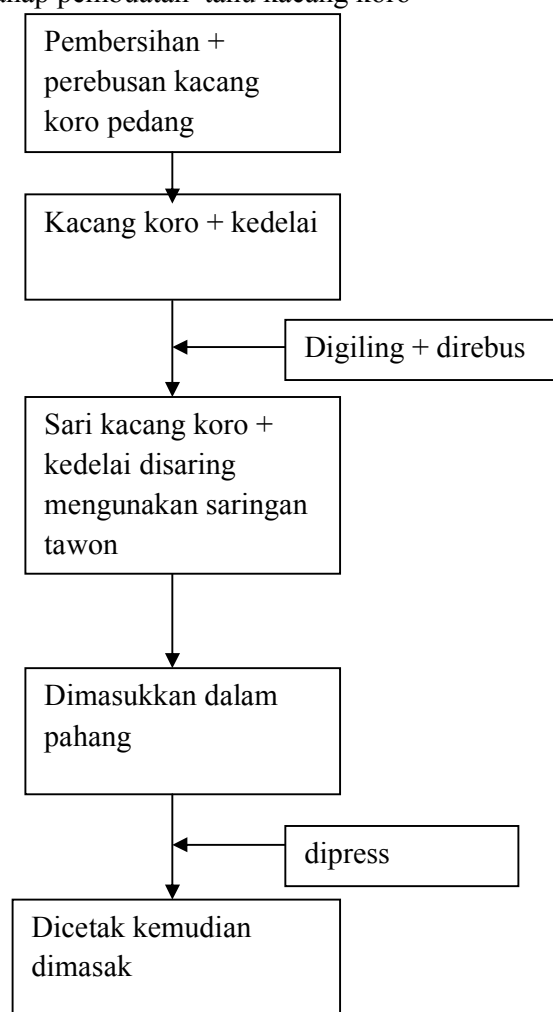 pembuatan tahu kacang koro
Pembersihan +
perebusan kacang
koro pedang
Kacang koro + kedelai
Digiling + direbus
Sari kacang koro +
kedelai disaring
mengunakan saringan
tawon
Dimasukkan dalam
pahang
dipress
Dicetak kemudian
dimasak